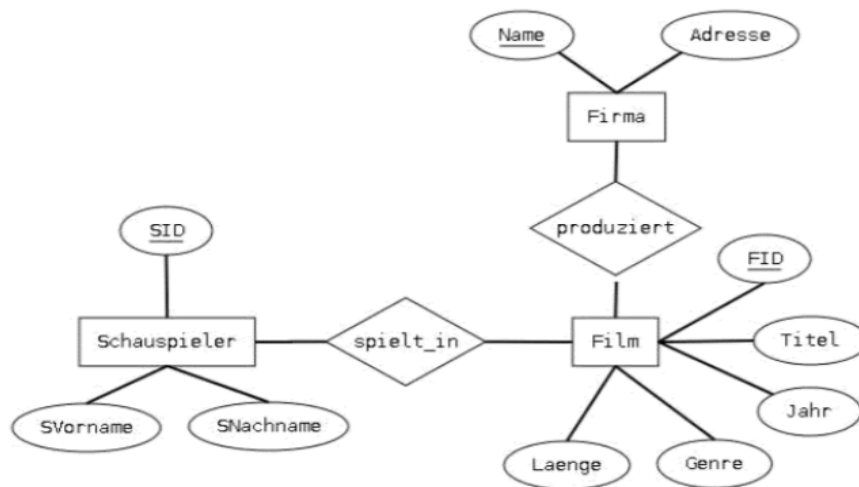 Name
Adresse
Firma
produziert
SID
FID
Schauspieler
spielt_in
Film
Titel
Jahr
SVorname
SNachname
Laenge
Genre